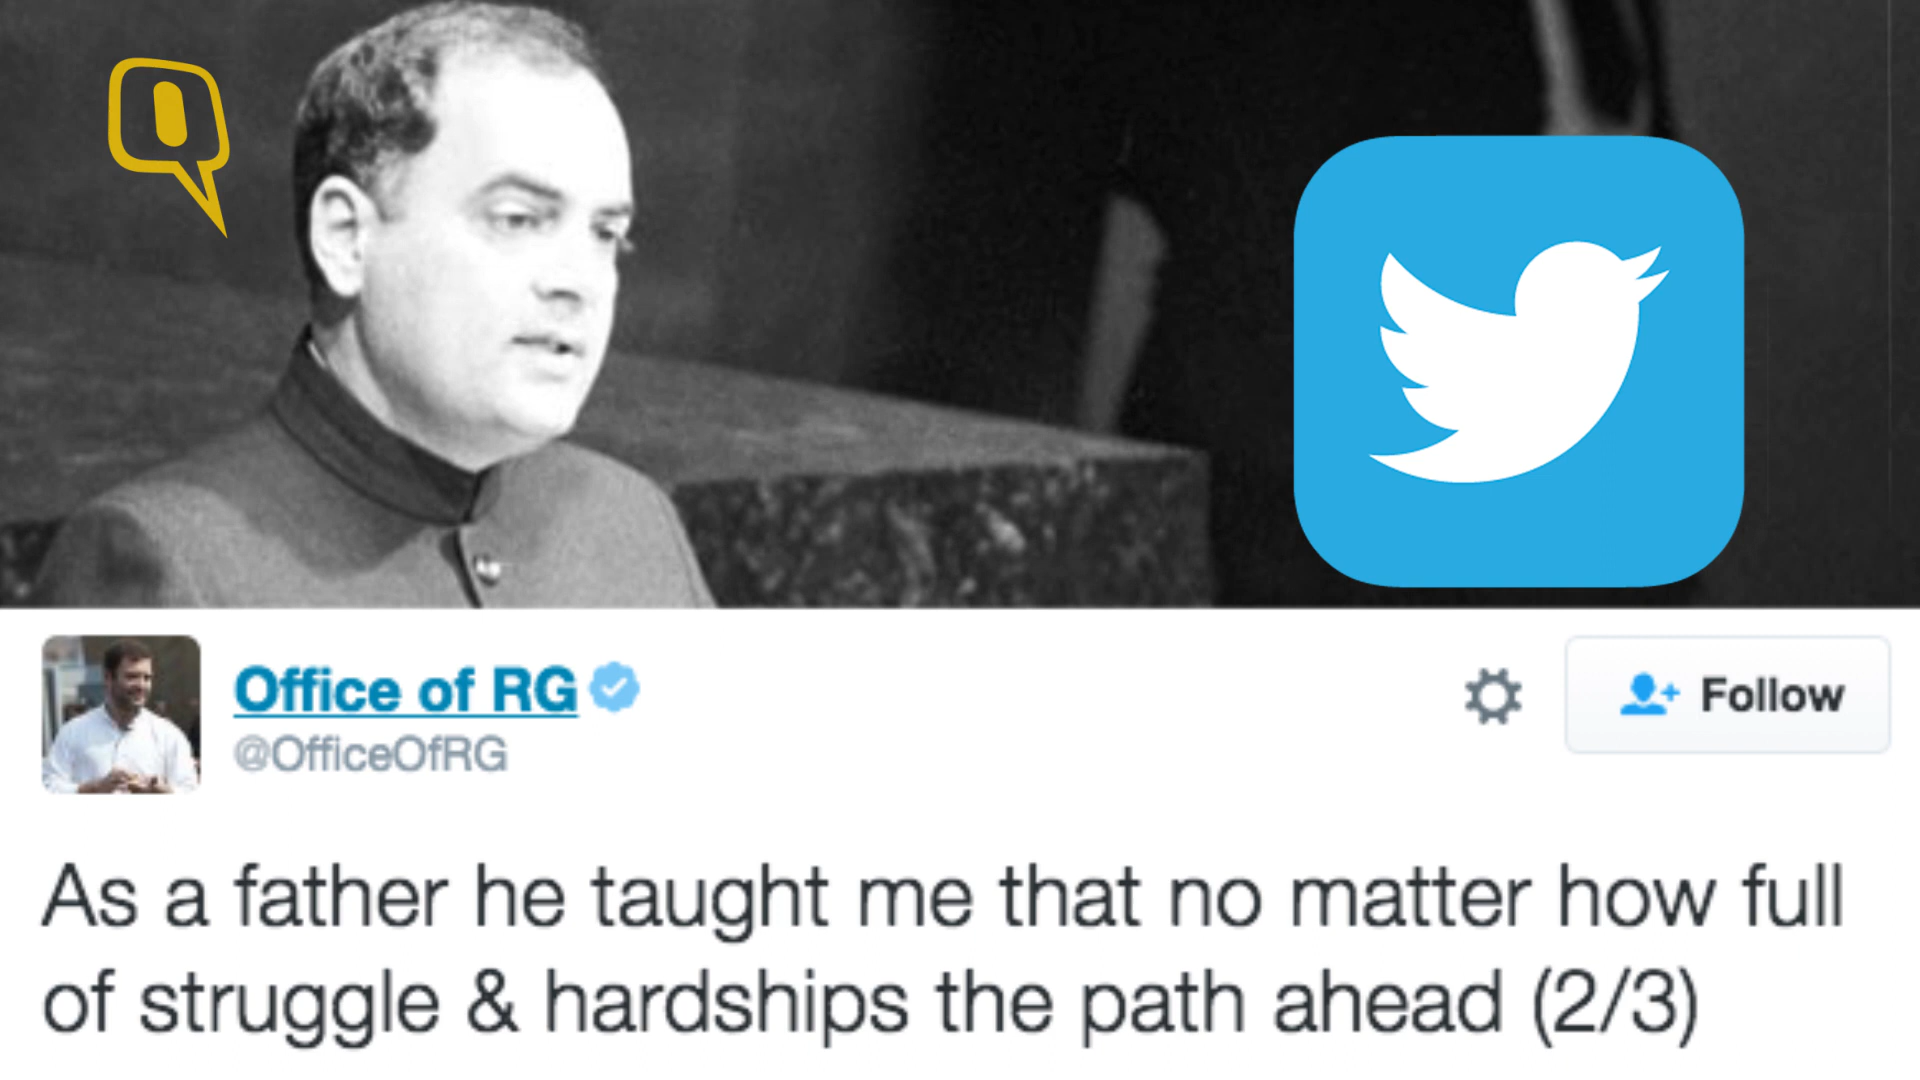 Office of RG
@OfficeOfRG
Follow
As a father he taught me that no matter how full
of struggle & hardships the path ahead (2/3)